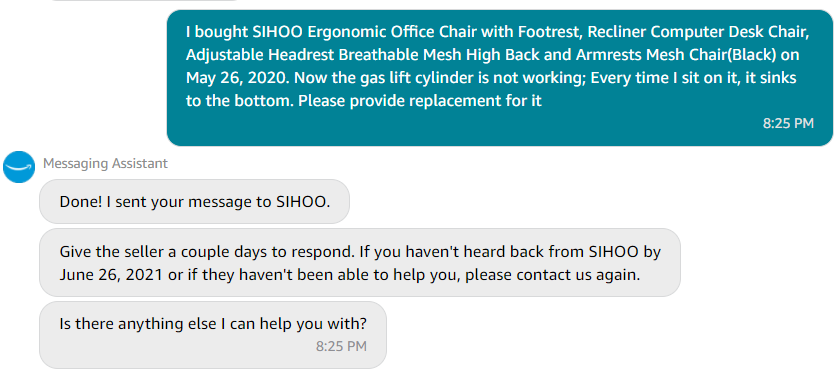 I bought SIHOO Ergonomic Office Chair with Footrest, Recliner Computer Desk Chair,
Adjustable Headrest Breathable Mesh High Back and Armrests Mesh Chair(Black) on
May 26, 2020. Now the gas lift cylinder is not working; Every time I sit on it, it sinks
to the bottom. Please provide replacement for it
8:25 PM
Messaging Assistant
Done! I sent your message to SIHOO.
Give the seller a couple days to respond. If you haven't heard back from SIHOO by
June 26, 2021 or if they haven't been able to help you, please contact us again.
Is there anything else I can help you with?
8:25 PM